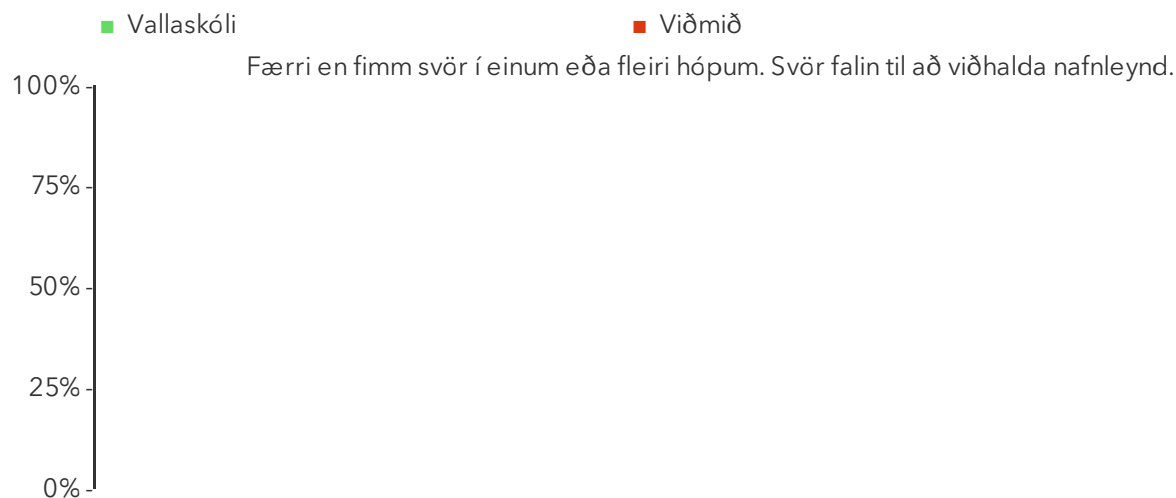 Vallaskóli
Viðmið
Færri en fimm svör í einum eða fleiri hópum. Svör falin til að viðhalda nafnleynd.
100%
75%
50%
25%
0%